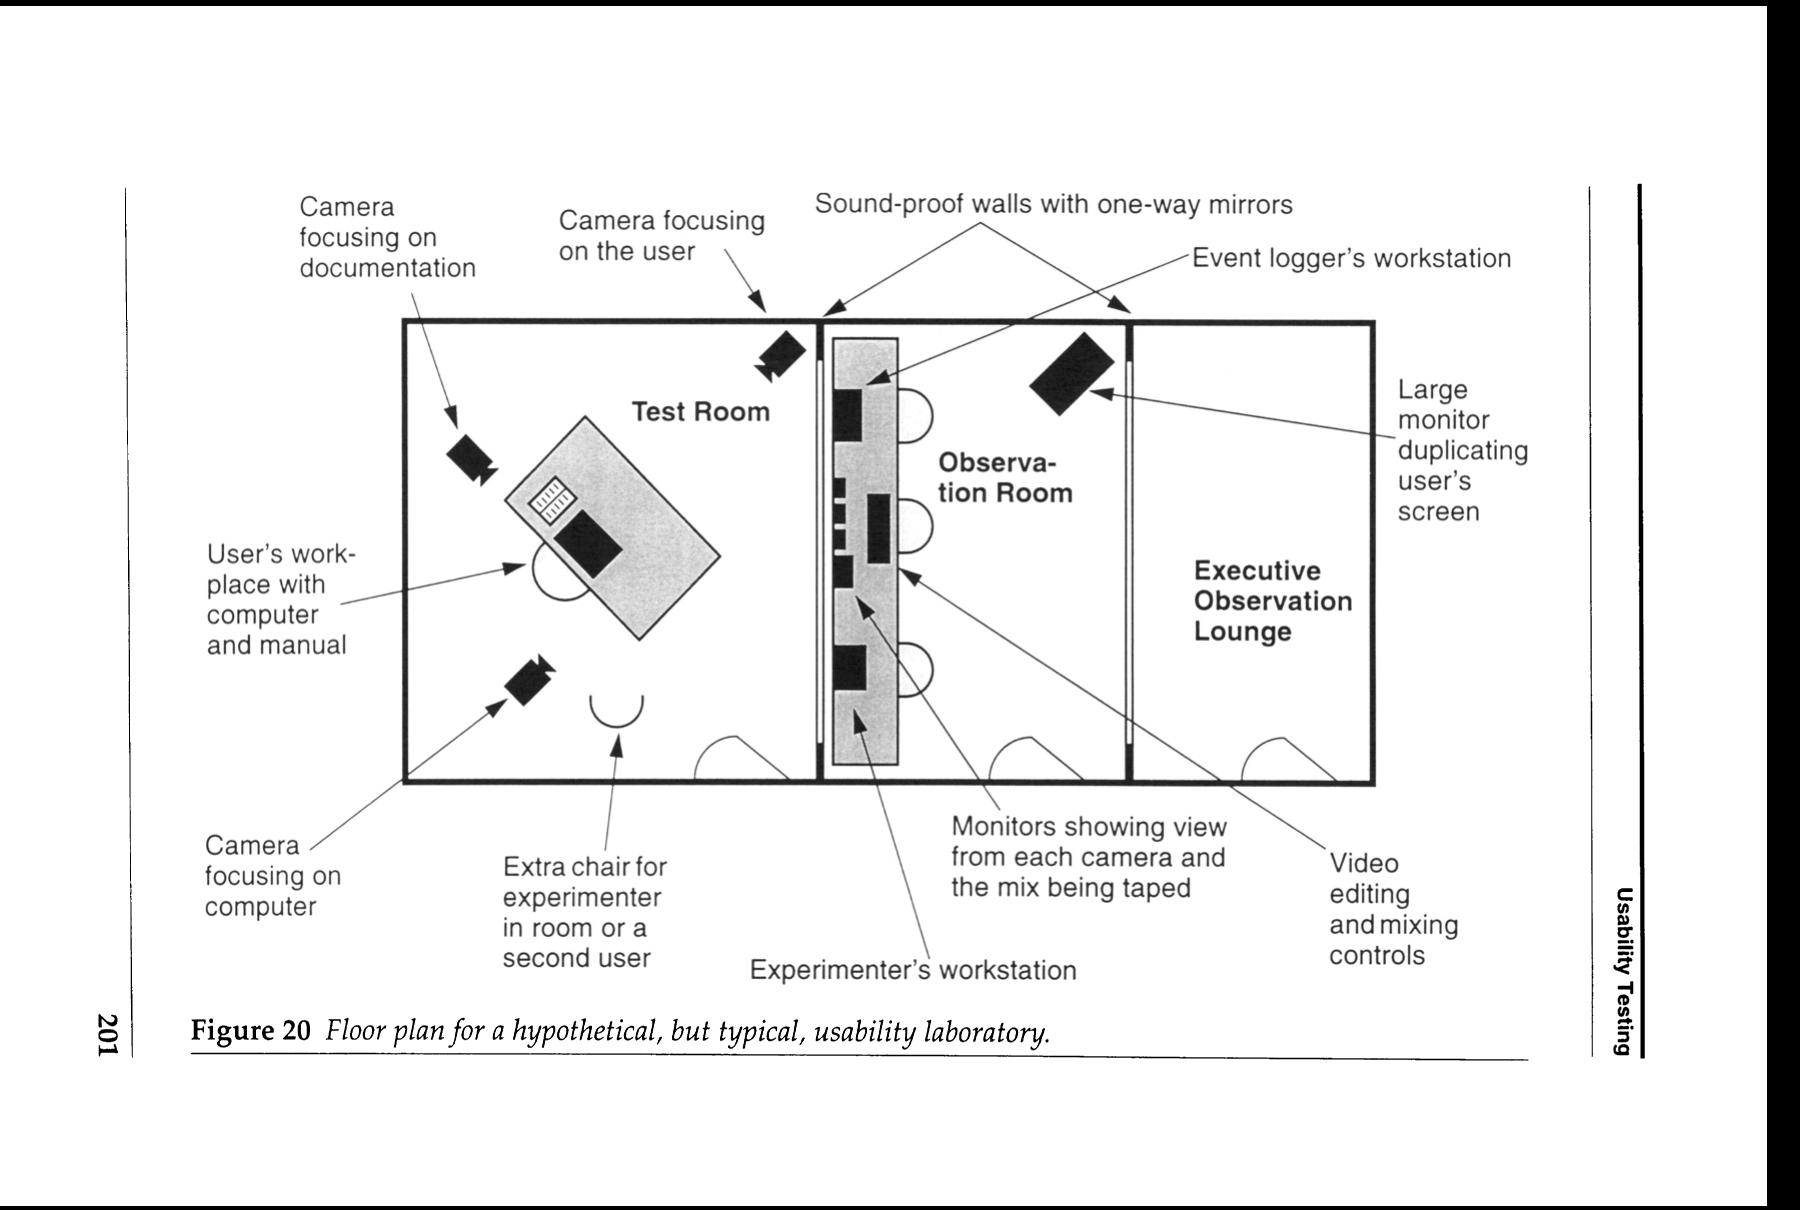 Camera
focusing on
documentation
Camera focusing
on the user
Sound-proof walls with one-way mirrors
Event logger's workstation
Test Room
Observa-
tion Room
Large
monitor
duplicating
user's
screen
User's work-
place with
computer
and manual
Executive
Observation
Lounge
Camera
focusing on
computer
Extra chair for
experimenter
in room or a
second user
Monitors showing view
from each camera and
the mix being taped
Video
editing
and mixing
controls
Experimenter's workstation
Figure 20 Floor plan for a hypothetical, but typical, usability laboratory.
201
Usability Testing